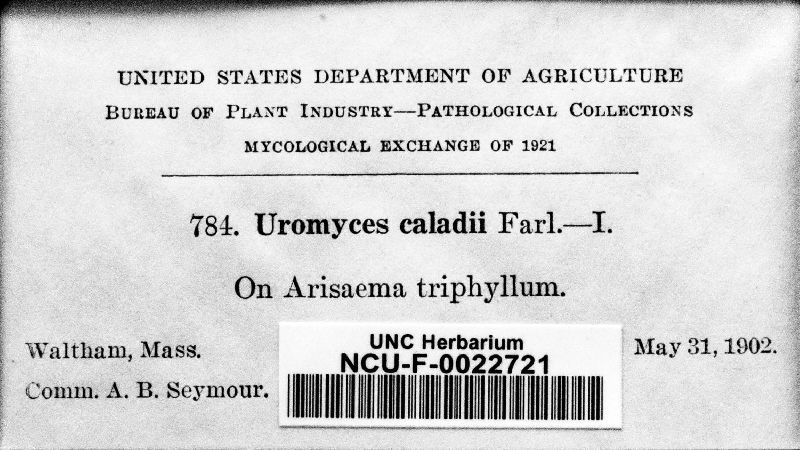 UNITED STATES DEPARTMENT OF AGRICULTURE
BUREAU OF PLANT INDUSTRY—PATHOLOGICAL COLLECTIONS
MYCOLOGICAL EXCHANGE OF 1921
784. Uromyces caladii Farl.—I.
On Arisaema triphyllum.
Waltham, Mass.
May 31, 1902.
Comm. A. B. Seymour.
UNC Herbarium
NCU-F-0022721